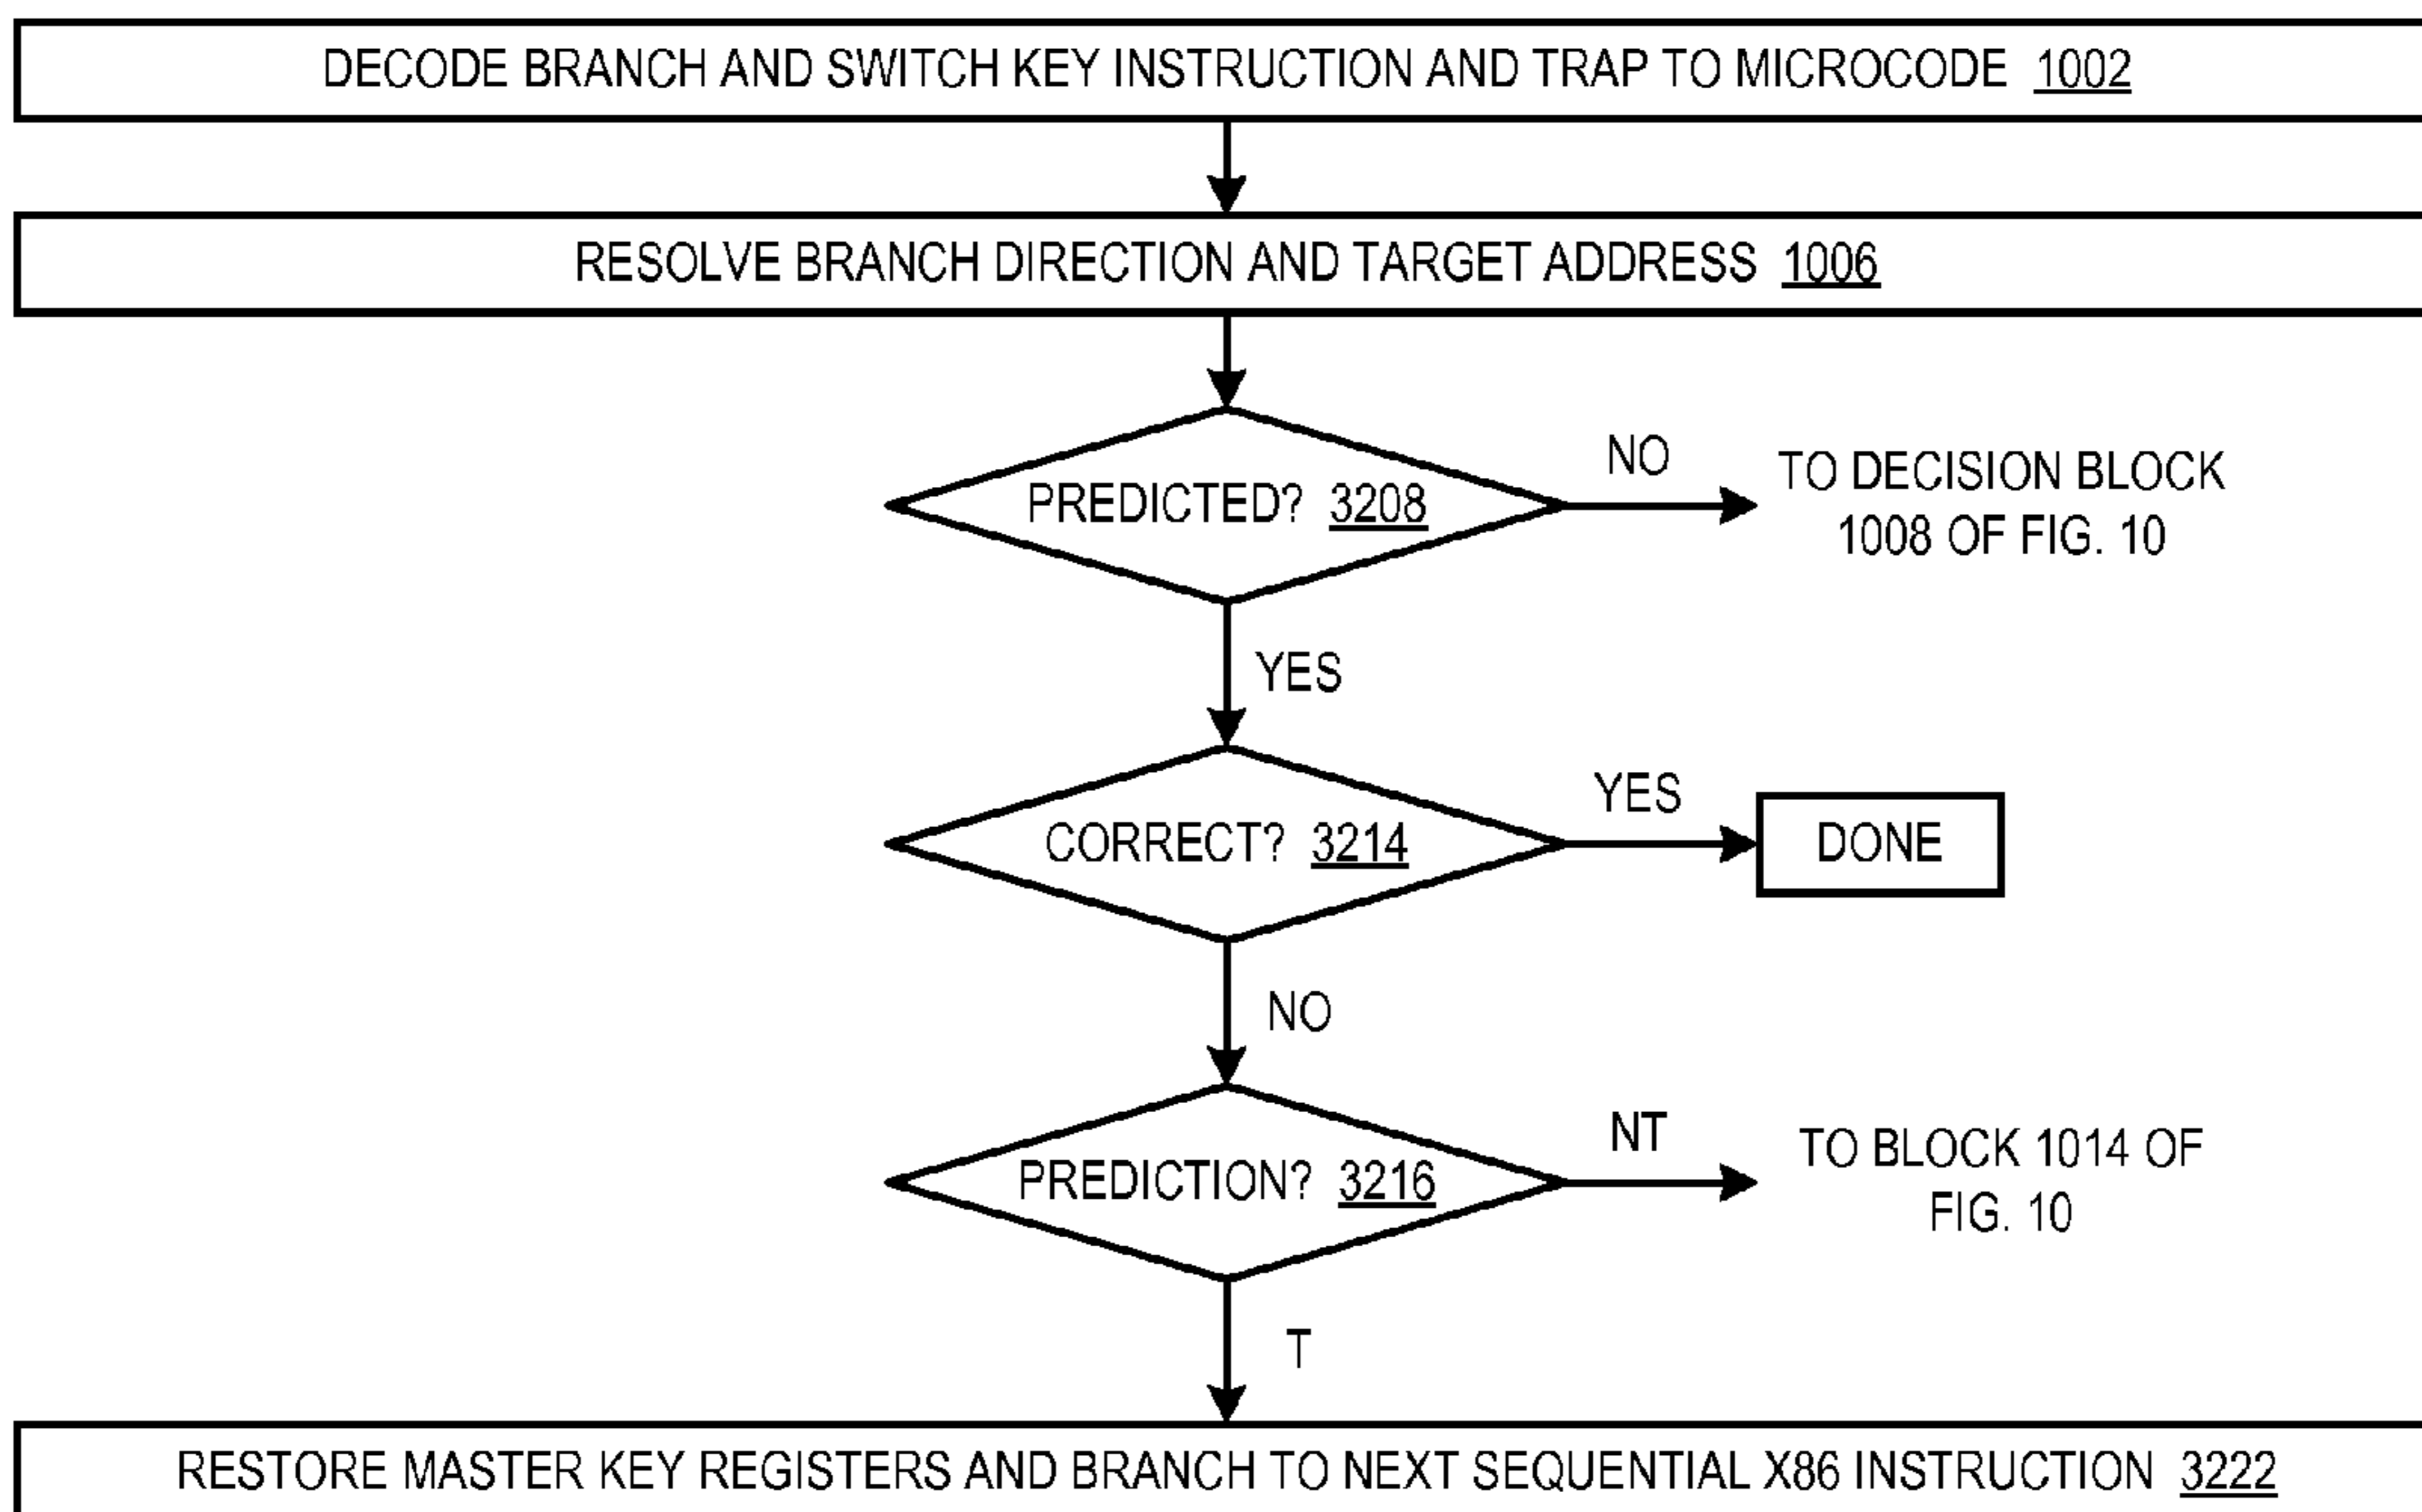 DECODE BRANCH AND SWITCH KEY INSTRUCTION AND TRAP TO MICROCODE 1002
RESOLVE BRANCH DIRECTION AND TARGET ADDRESS 1006
PREDICTED? 3208
NO
TO DECISION BLOCK
1008 OF FIG. 10
YES
CORRECT? 3214
YES
DONE
NO
PREDICTION? 3216
NT
TO BLOCK 1014 OF
FIG. 10
T
RESTORE MASTER KEY REGISTERS AND BRANCH TO NEXT SEQUENTIAL X86 INSTRUCTION 3222